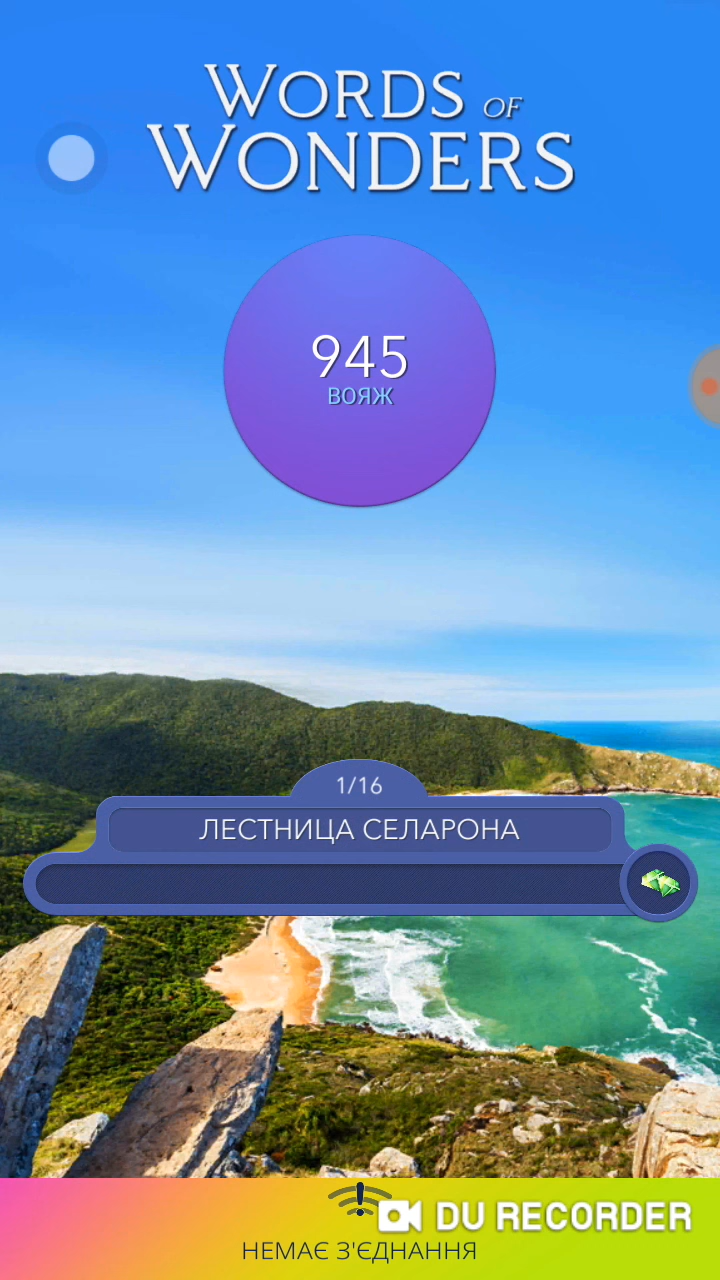 WORDS OF
WONDERS
945
ВОЯЖ
1/16
ЛЕСТНИЦА СЕЛАРОНА
DU RECORDER
НЕМАЄ З'ЄДНАННЯ